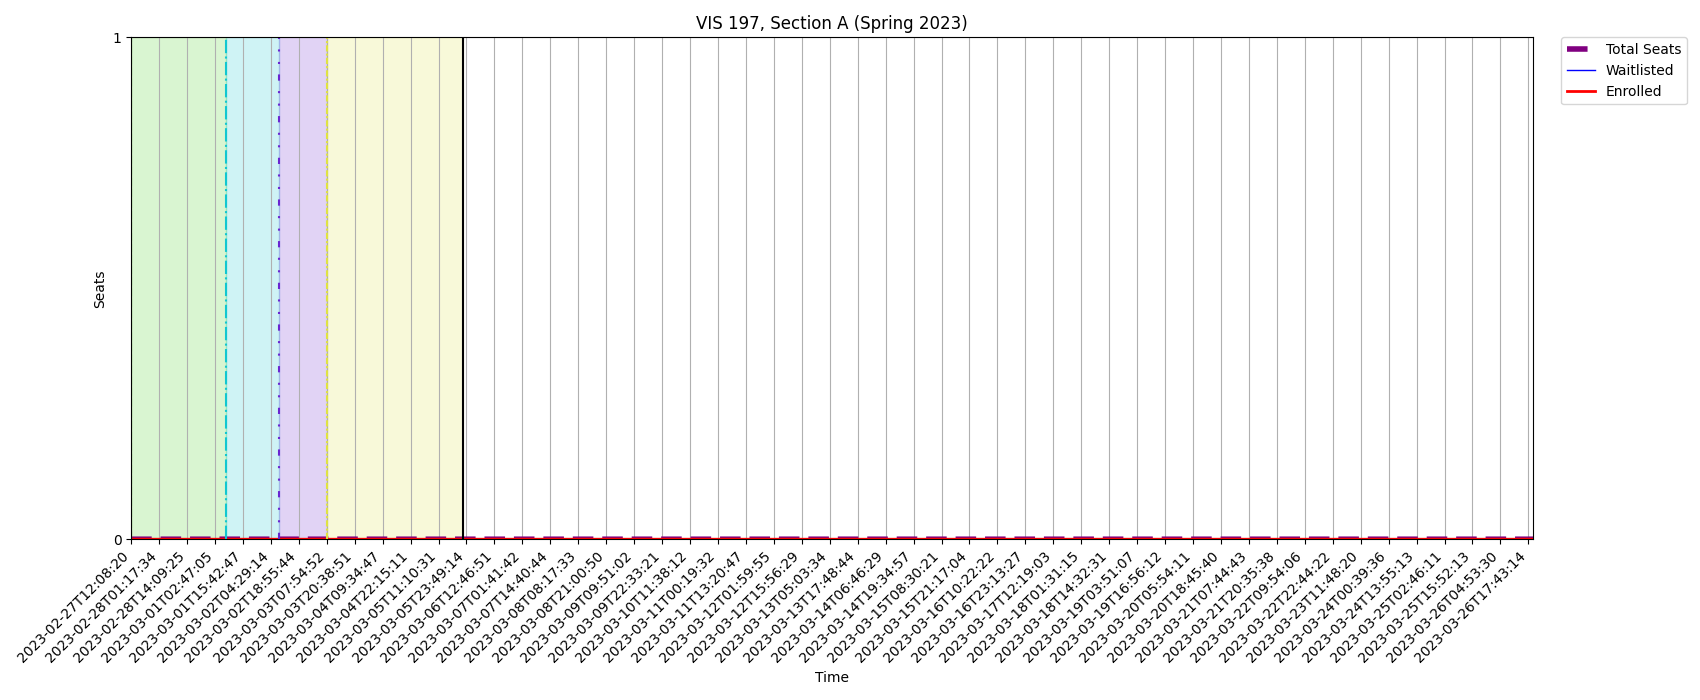 VIS 197, Section A (Spring 2023)
1
0
Seats
Total Seats
Waitlisted
Enrolled
2023-02-27T12:08:20
2023-02-28T01:17:34
2023-02-28T14:09:25
2023-03-01T02:47:05
2023-03-01T15:42:47
2023-03-02T04:29:14
2023-03-02T18:55:44
2023-03-03T07:54:52
2023-03-03T20:38:51
2023-03-04T09:34:47
2023-03-04T22:15:11
2023-03-05T11:10:31
2023-03-05T23:49:14
2023-03-06T12:46:51
2023-03-07T01:41:42
2023-03-07T14:40:44
2023-03-08T08:17:33
2023-03-08T21:00:50
2023-03-09T09:51:02
2023-03-09T22:33:21
2023-03-10T11:38:12
2023-03-11T00:19:32
2023-03-11T13:20:47
2023-03-12T01:59:55
2023-03-12T15:56:29
2023-03-13T05:03:34
2023-03-13T17:48:44
2023-03-14T06:46:29
2023-03-14T19:34:57
2023-03-15T08:30:21
2023-03-15T21:17:04
2023-03-16T10:22:22
2023-03-16T23:13:27
2023-03-17T12:19:03
2023-03-18T01:31:15
2023-03-18T14:32:31
2023-03-19T03:51:07
2023-03-19T16:56:12
2023-03-20T05:54:11
2023-03-20T18:45:40
2023-03-21T07:44:43
2023-03-21T20:35:38
2023-03-22T09:54:06
2023-03-22T22:44:22
2023-03-23T11:48:20
2023-03-24T00:39:36
2023-03-24T13:55:13
2023-03-25T02:46:11
2023-03-25T15:52:13
2023-03-26T04:53:30
2023-03-26T17:43:14
Time